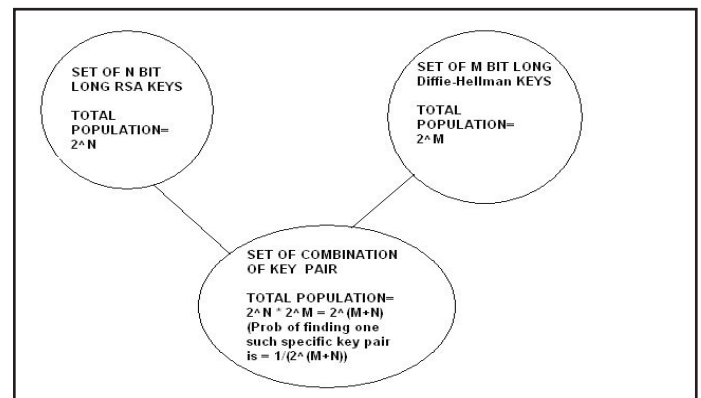 SET OF N BIT
LONG RSA KEYS
TOTAL
POPULATION=
2^N
SET OF M BIT LONG
Diffie-Hellman KEYS
TOTAL
POPULATION=
2^M
SET OF COMBINATION
OF KEY PAIR
TOTAL POPULATION=
2^N * 2^M = 2^(M+N)
(Prob of finding one
such specific key pair
is = 1/(2^(M+N))